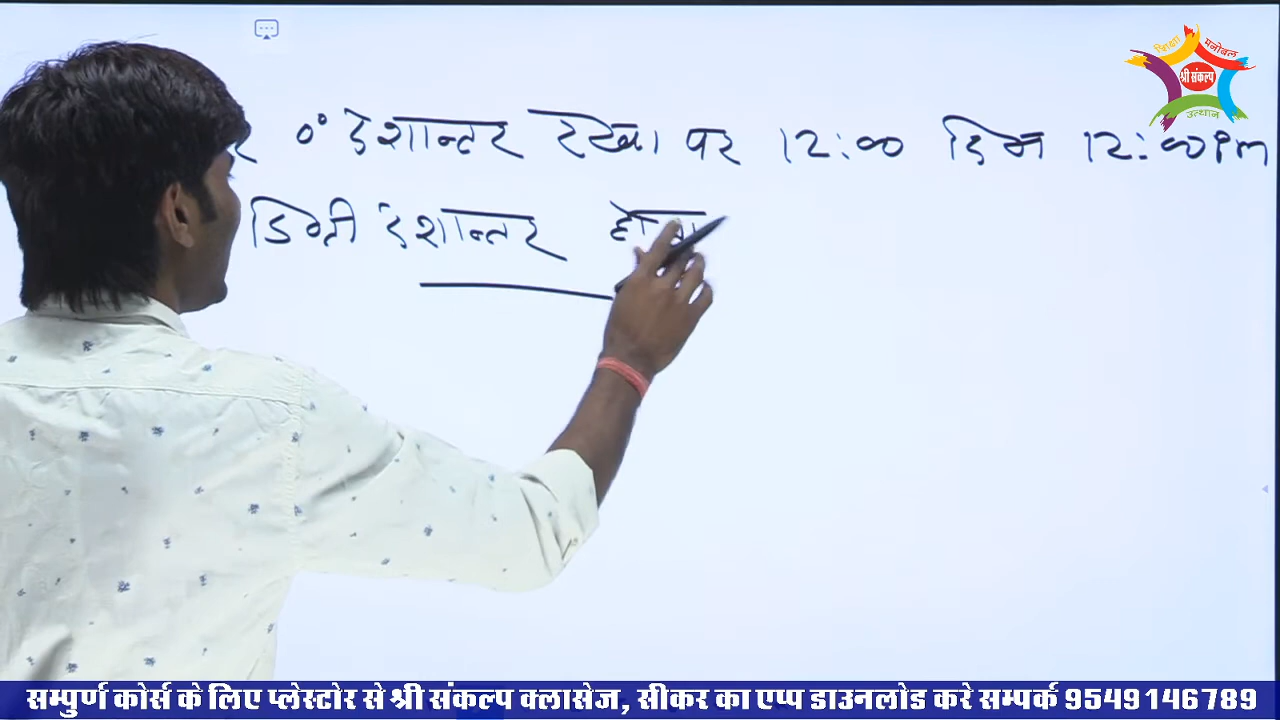 शिक्षा मनोबल
श्री संकल्प
उत्थान
0° देशान्तर रेखा पर 12:00 दिन 12:00 Pm
डिग्री देशान्तर होगा
सम्पुर्ण कोर्स के लिए प्लेस्टोर से श्री संकल्प क्लासेज, सीकर का एप्प डाउनलोड करे सम्पर्क 9549146789